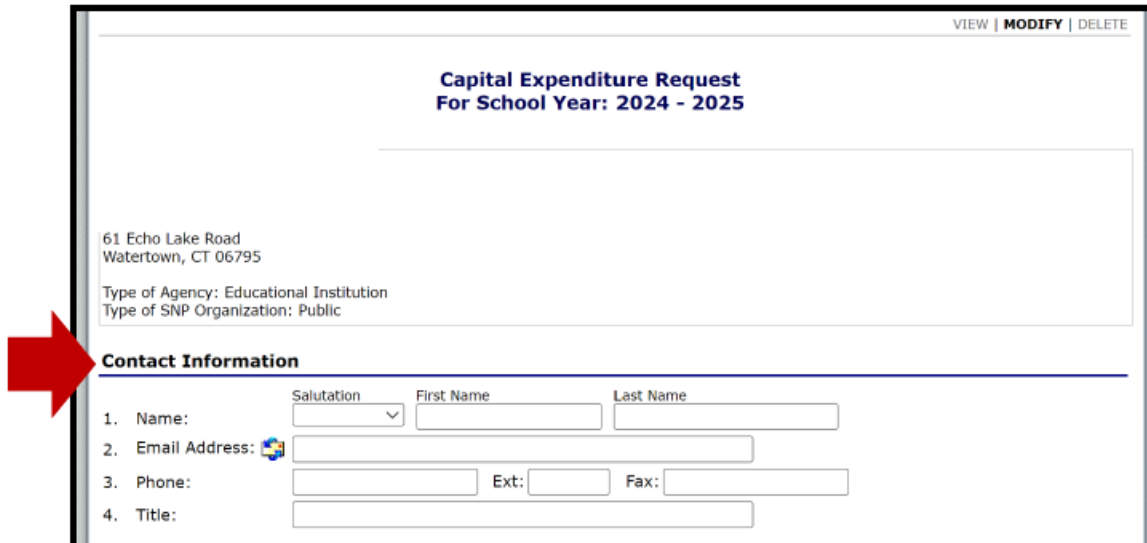 VIEW | MODIFY | DELETE
Capital Expenditure Request
For School Year: 2024 - 2025
61 Echo Lake Road
Watertown, CT 06795
Type of Agency: Educational Institution
Type of SNP Organization: Public
Contact Information
Salutation First Name Last Name
1. Name:
2. Email Address:
3. Phone: Ext: Fax:
4. Title: